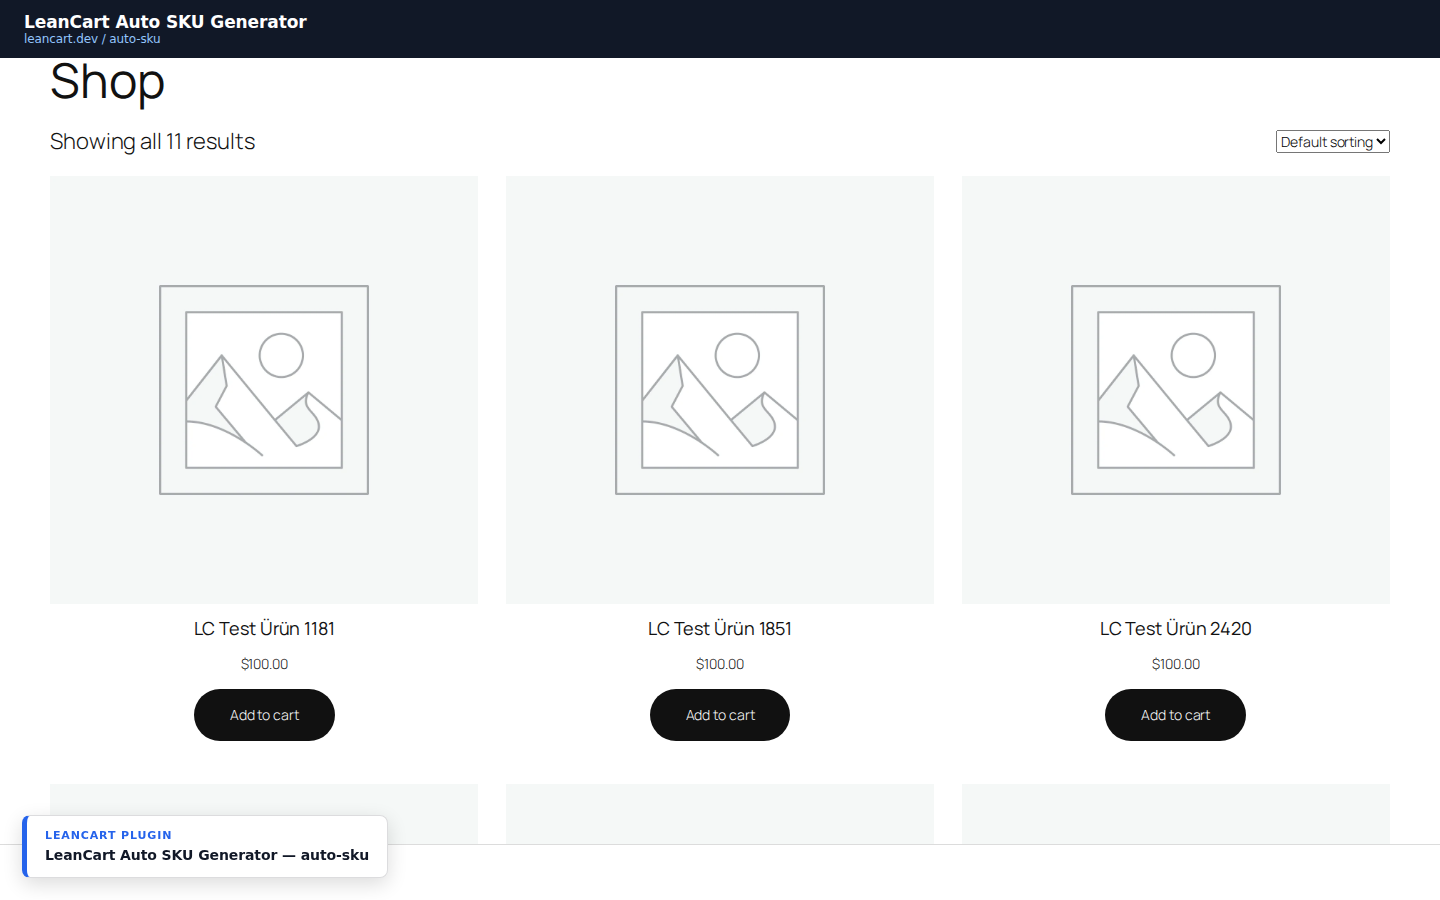 LeanCart Auto SKU Generator
leancart.dev / auto-sku
Shop
Showing all 11 results
Default sorting
LC Test Ürün 1181
LC Test Ürün 1851
LC Test Ürün 2420
$100.00
$100.00
$100.00
Add to cart
Add to cart
Add to cart
LEANCART PLUGIN
LeanCart Auto SKU Generator — auto-sku